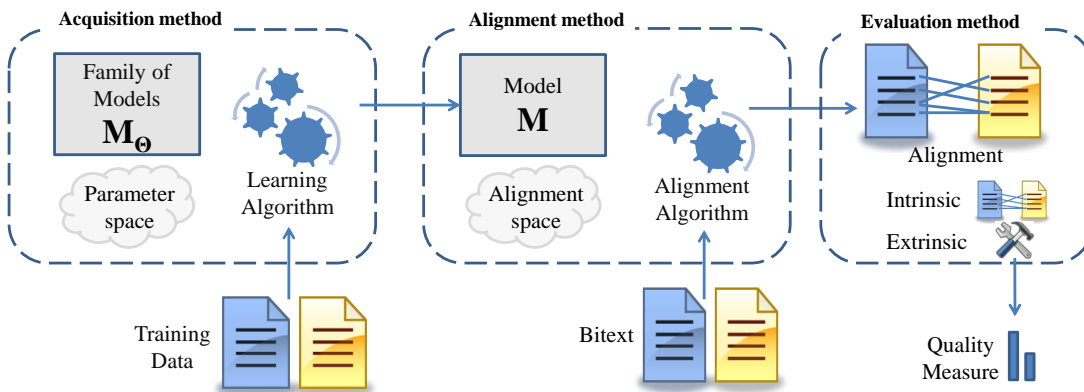 Acquisition method
Family of
Models
M_Θ
Parameter
space
Learning
Algorithm
Training
Data
Alignment method
Model
M
Alignment
space
Alignment
Algorithm
Bitext
Evaluation method
Alignment
Intrinsic
Extrinsic
Quality
Measure